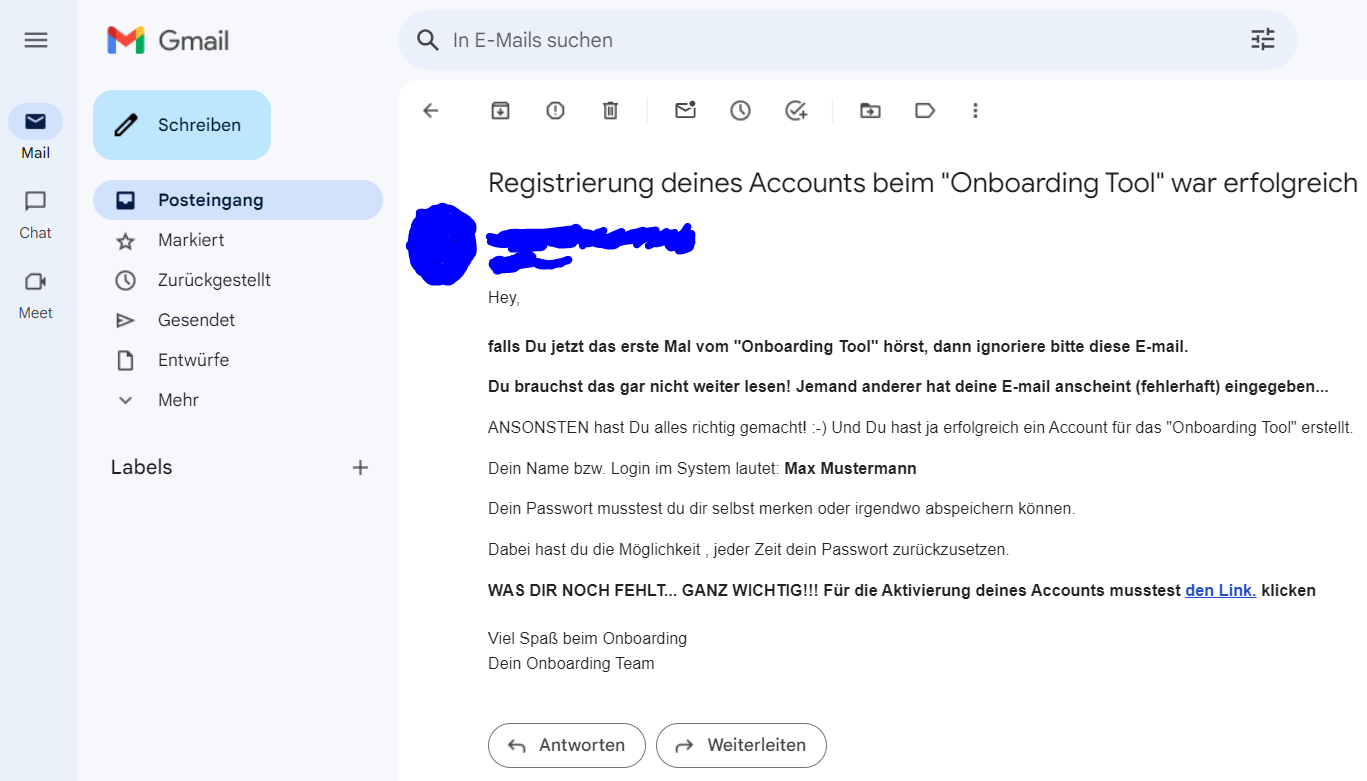 Gmail
In E-Mails suchen
Mail
Chat
Meet
Schreiben
Posteingang
Markiert
Zurückgestellt
Gesendet
Entwürfe
Mehr
Labels
Registrierung deines Accounts beim "Onboarding Tool" war erfolgreich
Hey,
falls Du jetzt das erste Mal vom "Onboarding Tool" hörst, dann ignoriere bitte diese E-mail.
Du brauchst das gar nicht weiter lesen! Jemand anderer hat deine E-mail anscheint (fehlerhaft) eingegeben...
ANSONSTEN hast Du alles richtig gemacht! :-) Und Du hast ja erfolgreich ein Account für das "Onboarding Tool" erstellt.
Dein Name bzw. Login im System lautet: Max Mustermann
Dein Passwort musstest du dir selbst merken oder irgendwo abspeichern können.
Dabei hast du die Möglichkeit , jeder Zeit dein Passwort zurückzusetzen.
WAS DIR NOCH FEHLT... GANZ WICHTIG!!! Für die Aktivierung deines Accounts musstest den Link. klicken
Viel Spaß beim Onboarding
Dein Onboarding Team
Antworten
Weiterleiten